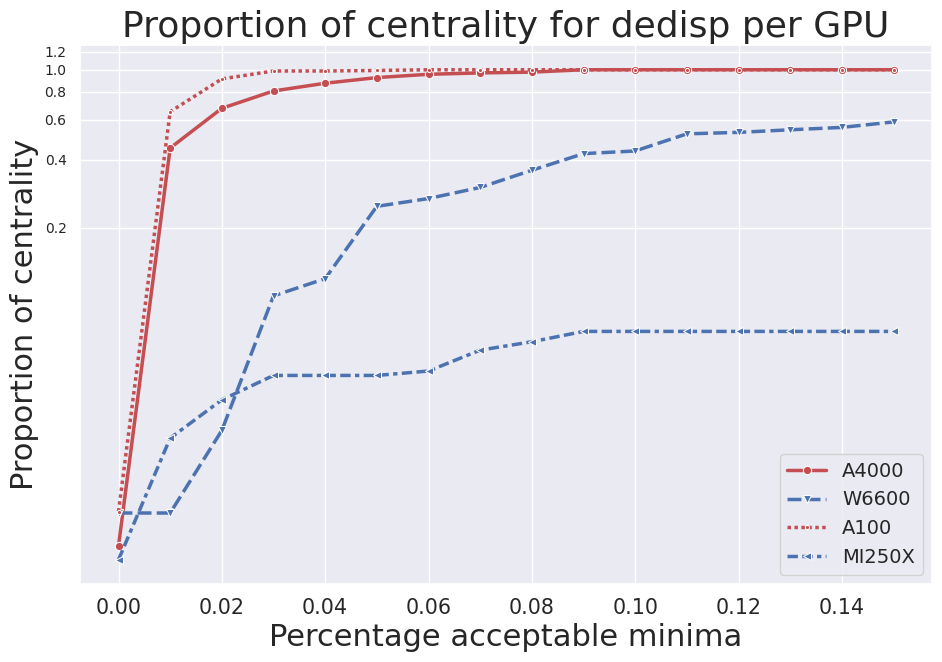 Proportion of centrality for dedisp per GPU
Proportion of centrality
1.2
1.0
0.8
0.6
0.4
0.2
A4000
W6600
A100
MI250X
0.00 0.02 0.04 0.06 0.08 0.10 0.12 0.14
Percentage acceptable minima